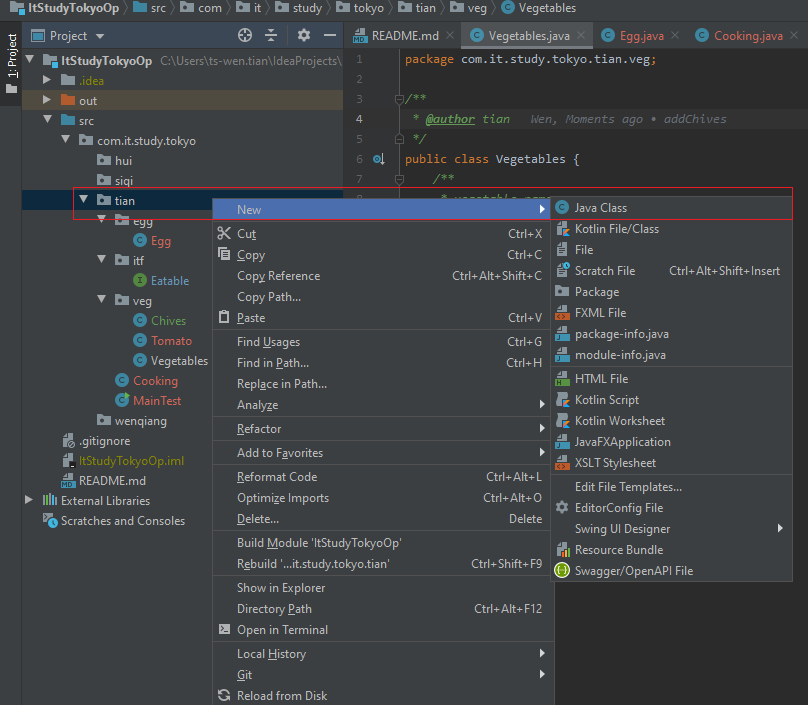 ItStudyTokyoOp src com it study tokyo tian veg Vegetables
1: Project
Project
README.md Vegetables.java Egg.java Cooking.java
ItStudyTokyoOp C:\Users\ts-wen.tian\IdeaProjects\
.idea
out
src
com.it.study.tokyo
hui
siqi
tian
egg
Egg
itf
Eatable
veg
Chives
Tomato
Vegetables
Cooking
MainTest
wenqiang
.gitignore
ItStudyTokyoOp.iml
README.md
External Libraries
Scratches and Consoles
1 package com.it.study.tokyo.tian.veg;
2
3 /**
4 * @author tian Wen, Moments ago • addChives
5 */
6 public class Vegetables {
7 /**
New
Cut Ctrl+X
Copy Ctrl+C
Copy Reference Ctrl+Alt+Shift+C
Copy Path...
Paste Ctrl+V
Find Usages Ctrl+G
Find in Path... Ctrl+H
Replace in Path...
Analyze
Refactor
Add to Favorites
Reformat Code Ctrl+Alt+L
Optimize Imports Ctrl+Alt+O
Delete... Delete
Build Module 'ItStudyTokyoOp'
Rebuild '...it.study.tokyo.tian' Ctrl+Shift+F9
Show in Explorer
Directory Path Ctrl+Alt+F12
Open in Terminal
Local History
Git
Reload from Disk
Java Class
Kotlin File/Class
File
Scratch File Ctrl+Alt+Shift+Insert
Package
FXML File
package-info.java
module-info.java
HTML File
Kotlin Script
Kotlin Worksheet
JavaFXApplication
XSLT Stylesheet
Edit File Templates...
EditorConfig File
Swing UI Designer
Resource Bundle
Swagger/OpenAPI File